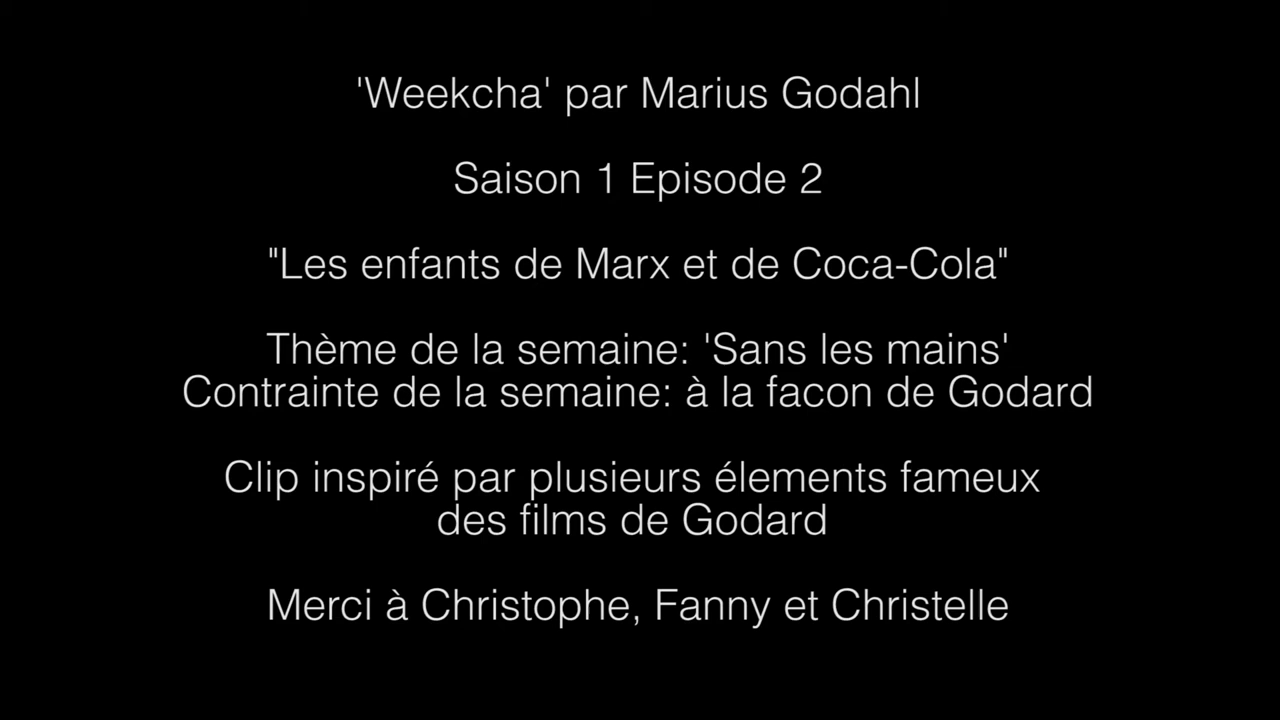 'Weekcha' par Marius Godahl
Saison 1 Episode 2
"Les enfants de Marx et de Coca-Cola"
Thème de la semaine: 'Sans les mains'
Contrainte de la semaine: à la facon de Godard
Clip inspiré par plusieurs élements fameux
des films de Godard
Merci à Christophe, Fanny et Christelle